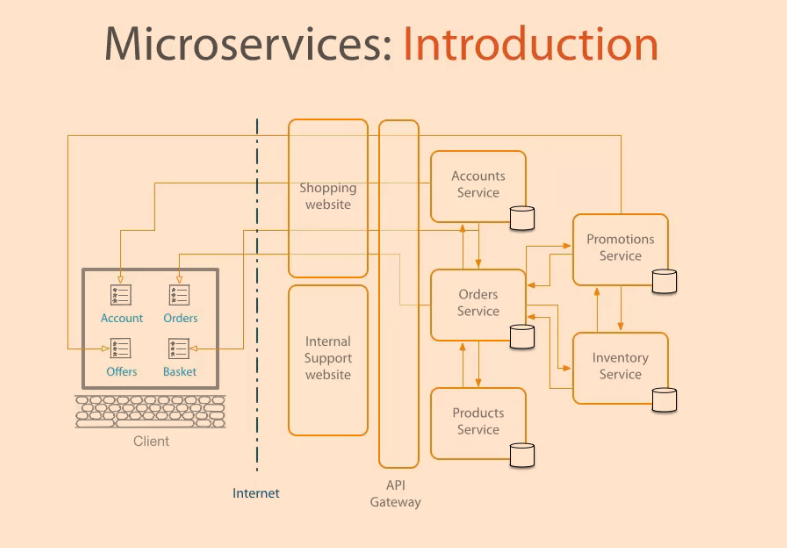 Microservices: Introduction
Shopping
website
Accounts
Service
Promotions
Service
Account
Orders
Orders
Service
Internal
Support
website
Inventory
Service
Offers
Basket
Products
Service
Client
Internet
API
Gateway